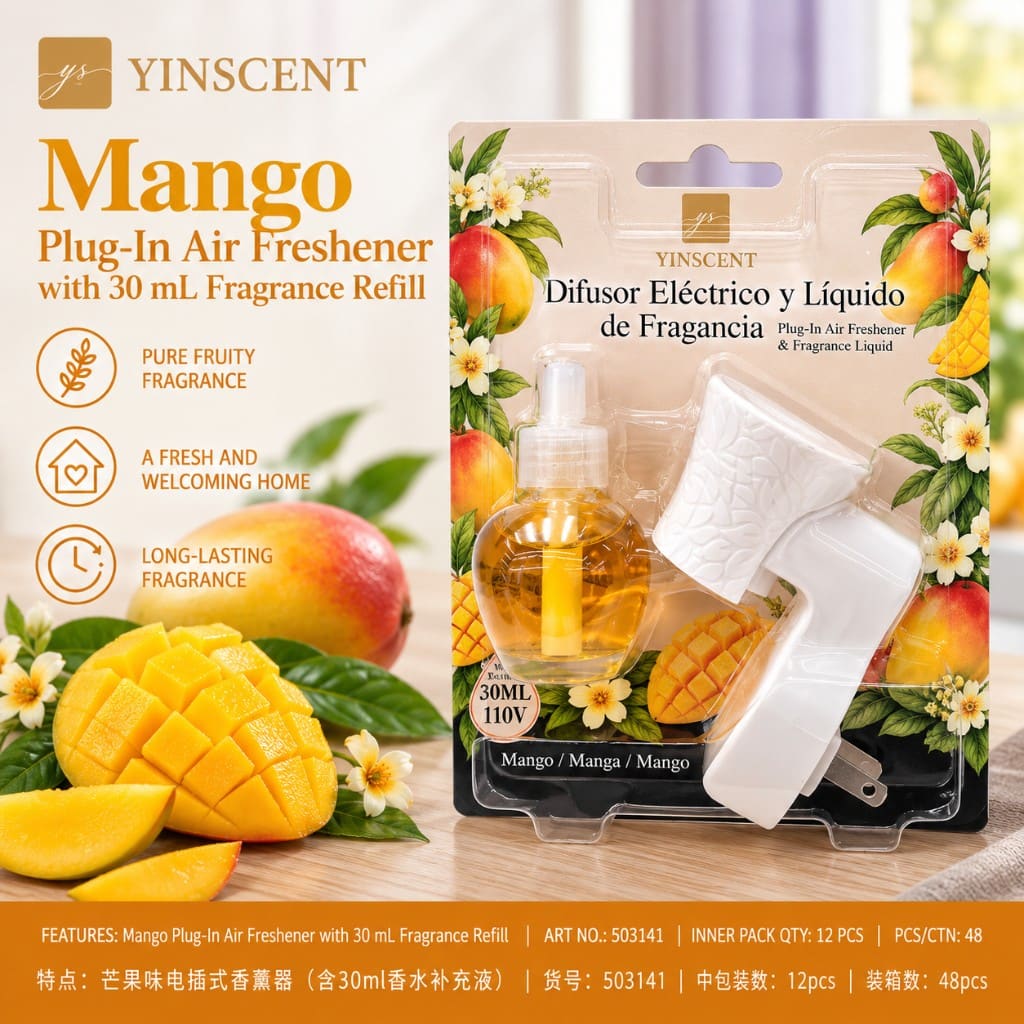 ys YINSCENT
Mango
Plug-In Air Freshener
with 30 mL Fragrance Refill
PURE FRUITY
FRAGRANCE
A FRESH AND
WELCOMING HOME
LONG-LASTING
FRAGRANCE
ys
YINSCENT
Difusor Eléctrico y Líquido
de Fragancia
Plug-In Air Freshener
& Fragrance Liquid
30ML
110V
Mango / Manga / Mango
FEATURES: Mango Plug-In Air Freshener with 30 mL Fragrance Refill | ART NO.: 503141 | INNER PACK QTY: 12 PCS | PCS/CTN: 48
特点：芒果味电插式香薰器（含30ml香水补充液） | 货号：503141 | 中包装数：12pcs | 装箱数：48pcs